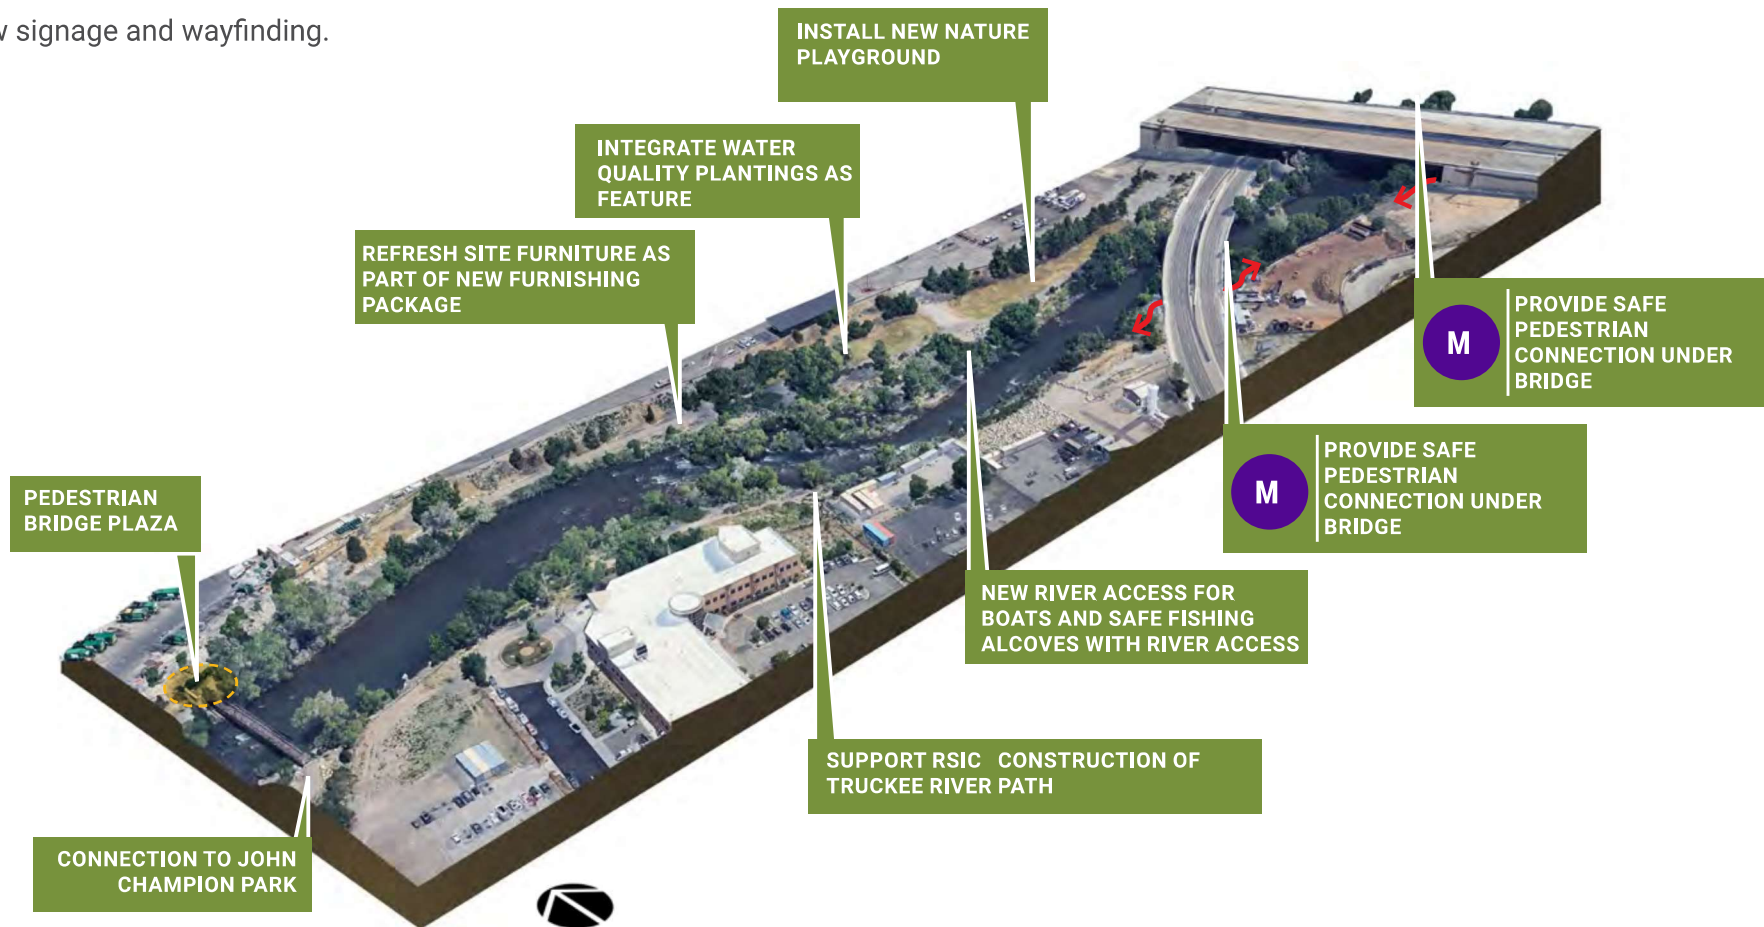 signage and wayfinding.
INSTALL NEW NATURE
PLAYGROUND
INTEGRATE WATER
QUALITY PLANTINGS AS
FEATURE
REFRESH SITE FURNITURE AS
PART OF NEW FURNISHING
PACKAGE
M
PROVIDE SAFE
PEDESTRIAN
CONNECTION UNDER
BRIDGE
M
PROVIDE SAFE
PEDESTRIAN
CONNECTION UNDER
BRIDGE
PEDESTRIAN
BRIDGE PLAZA
NEW RIVER ACCESS FOR
BOATS AND SAFE FISHING
ALCOVES WITH RIVER ACCESS
SUPPORT RSIC CONSTRUCTION OF
TRUCKEE RIVER PATH
CONNECTION TO JOHN
CHAMPION PARK